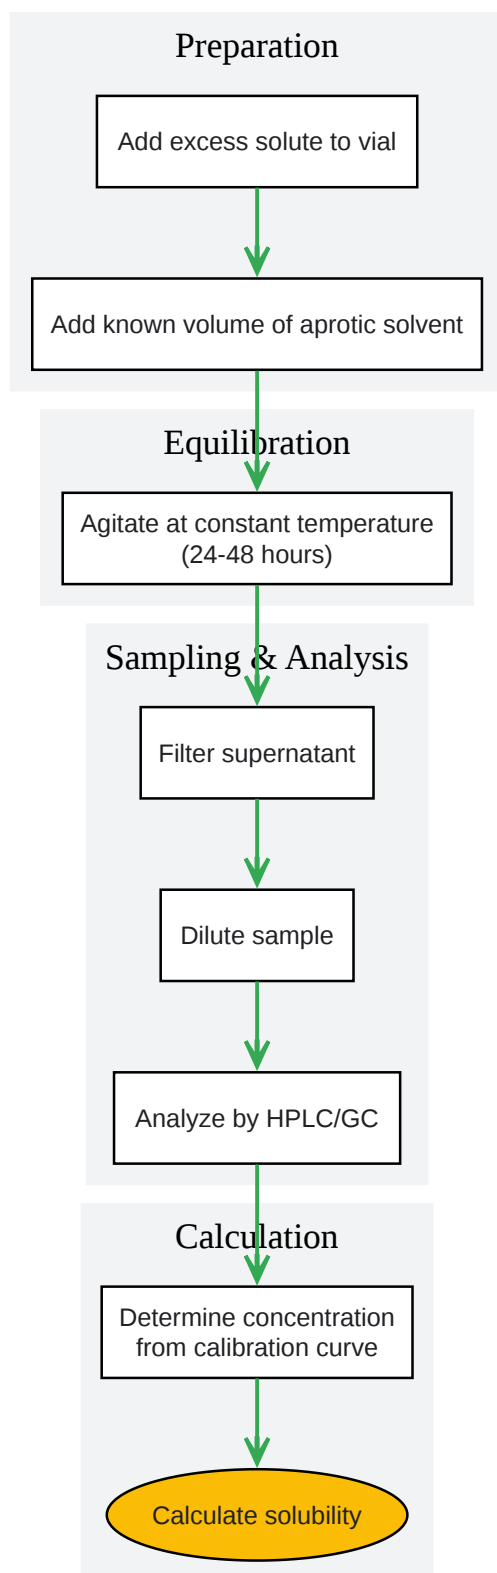 Preparation
Add excess solute to vial
Add known volume of aprotic solvent
Equilibration
Agitate at constant temperature
(24-48 hours)
Sampling & Analysis
Filter supernatant
Dilute sample
Analyze by HPLC/GC
Calculation
Determine concentration
from calibration curve
Calculate solubility